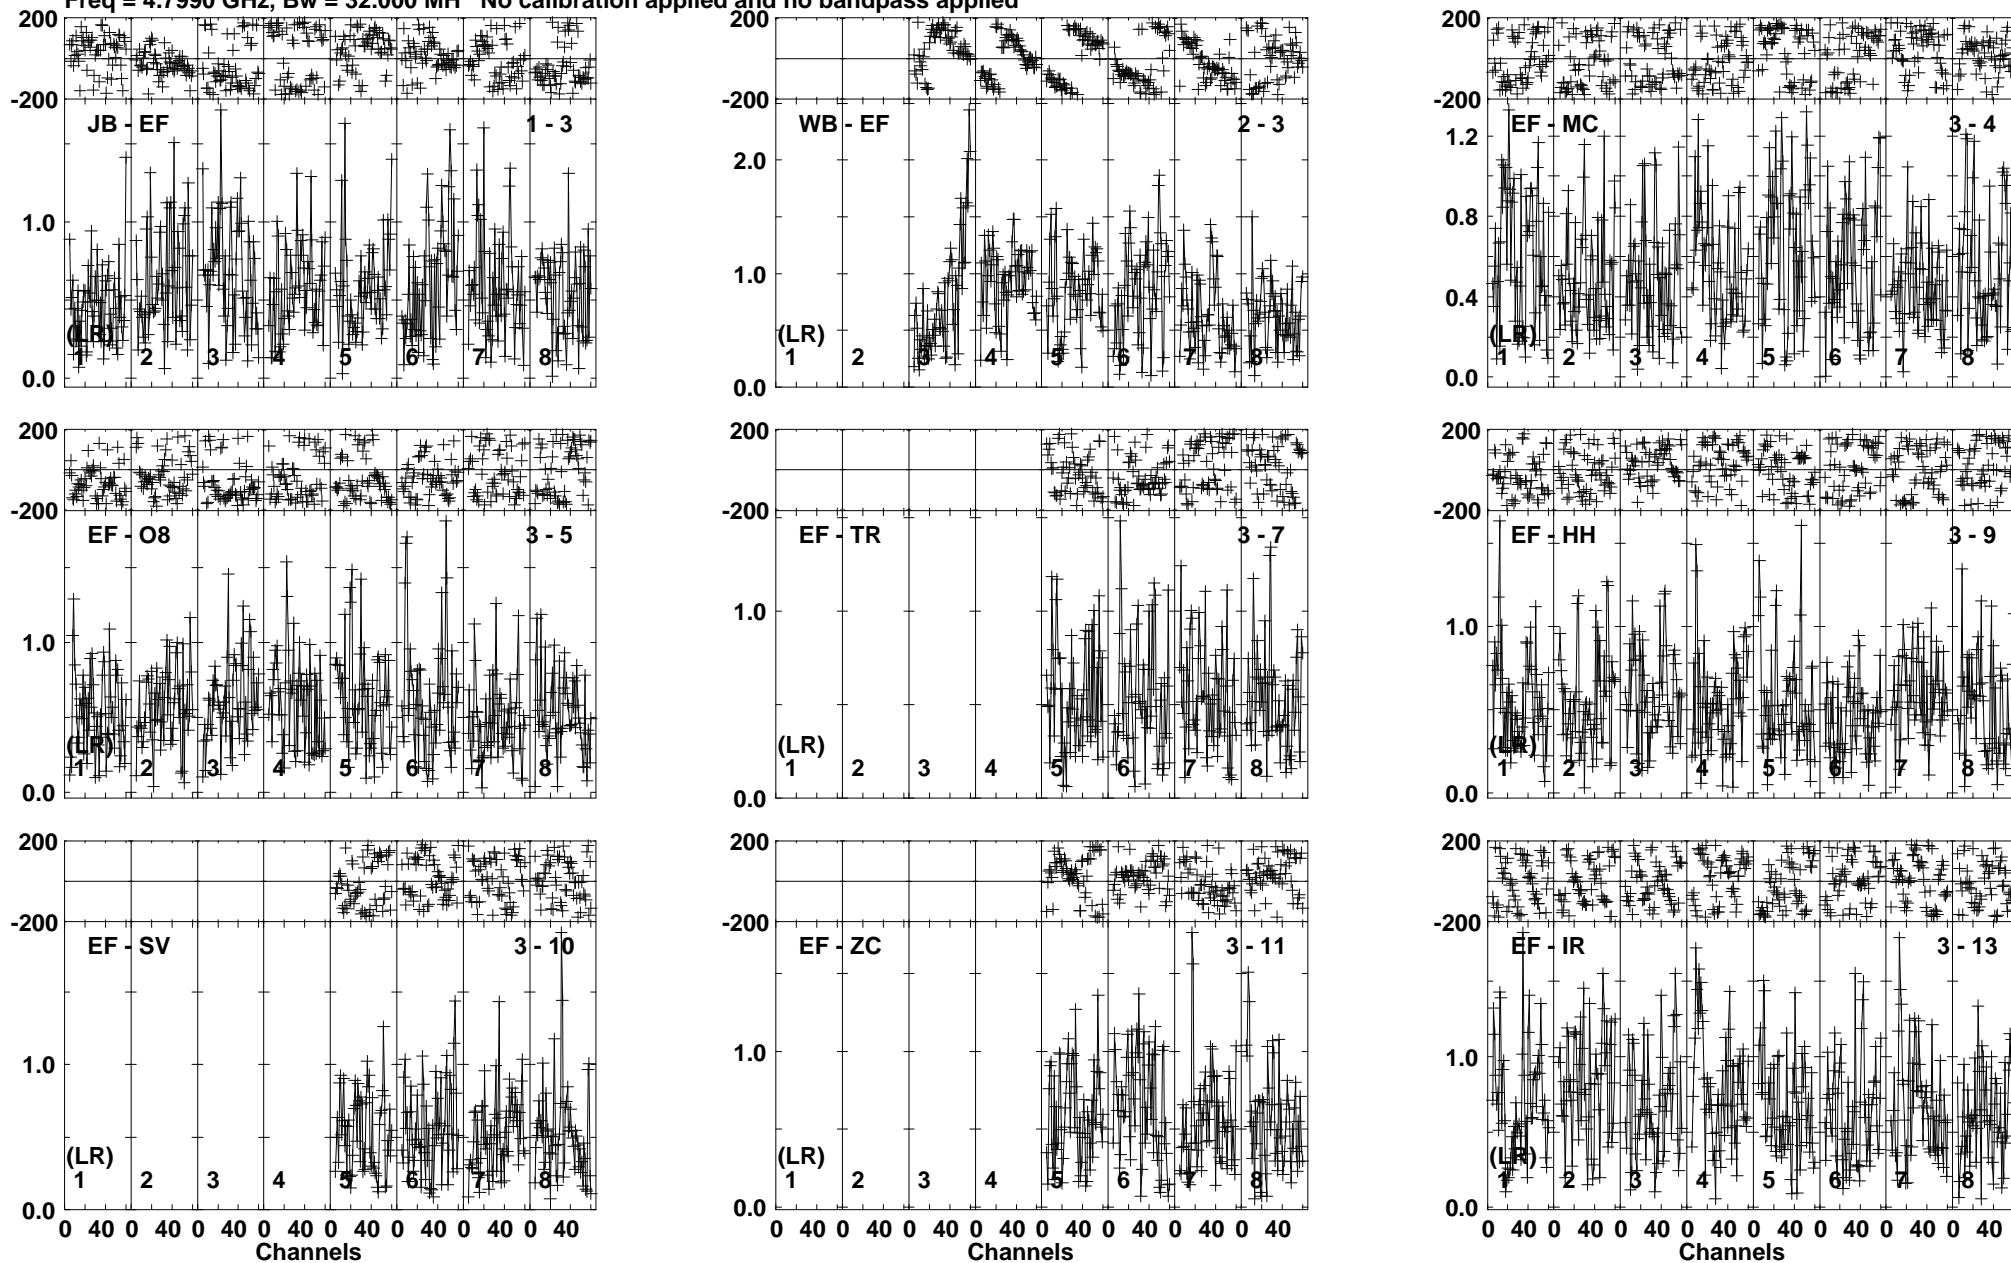 Freq = 4.7990 GHz, Bw = 32.000 MH No calibration applied and no bandpass applied
200 200 200
-200 -200 -200
JB - EF 1 - 3 WB - EF 2 - 3 EF - MC 3 - 4
1.0 2.0 1.2
1.0 0.8
0.4
(LR) (LR) (LR)
1 2 3 4 5 6 7 8 1 2 3 4 5 6 7 8 1 2 3 4 5 6 7 8
0.0 0.0 0.0
200 200 200
-200 -200 -200
EF - O8 3 - 5 EF - TR 3 - 7 EF - HH 3 - 9
1.0 1.0 1.0
(LR) (LR) (LR)
1 2 3 4 5 6 7 8 1 2 3 4 5 6 7 8 1 2 3 4 5 6 7 8
0.0 0.0 0.0
200 200 200
-200 -200 -200
EF - SV 3 - 10 EF - ZC 3 - 11 EF - IR 3 - 13
1.0 1.0 1.0
(LR) (LR) (LR)
1 2 3 4 5 6 7 8 1 2 3 4 5 6 7 8 1 2 3 4 5 6 7 8
0.0 0.0 0.0
0 40 0 40 0 40 0 40 0 40 0 40 0 40 0 40 0 40 0 40 0 40 0 40 0 40 0 40 0 40 0 40 0 40 0 40 0 40 0 40 0 40 0 40 0 40 0 40
Channels Channels Channels